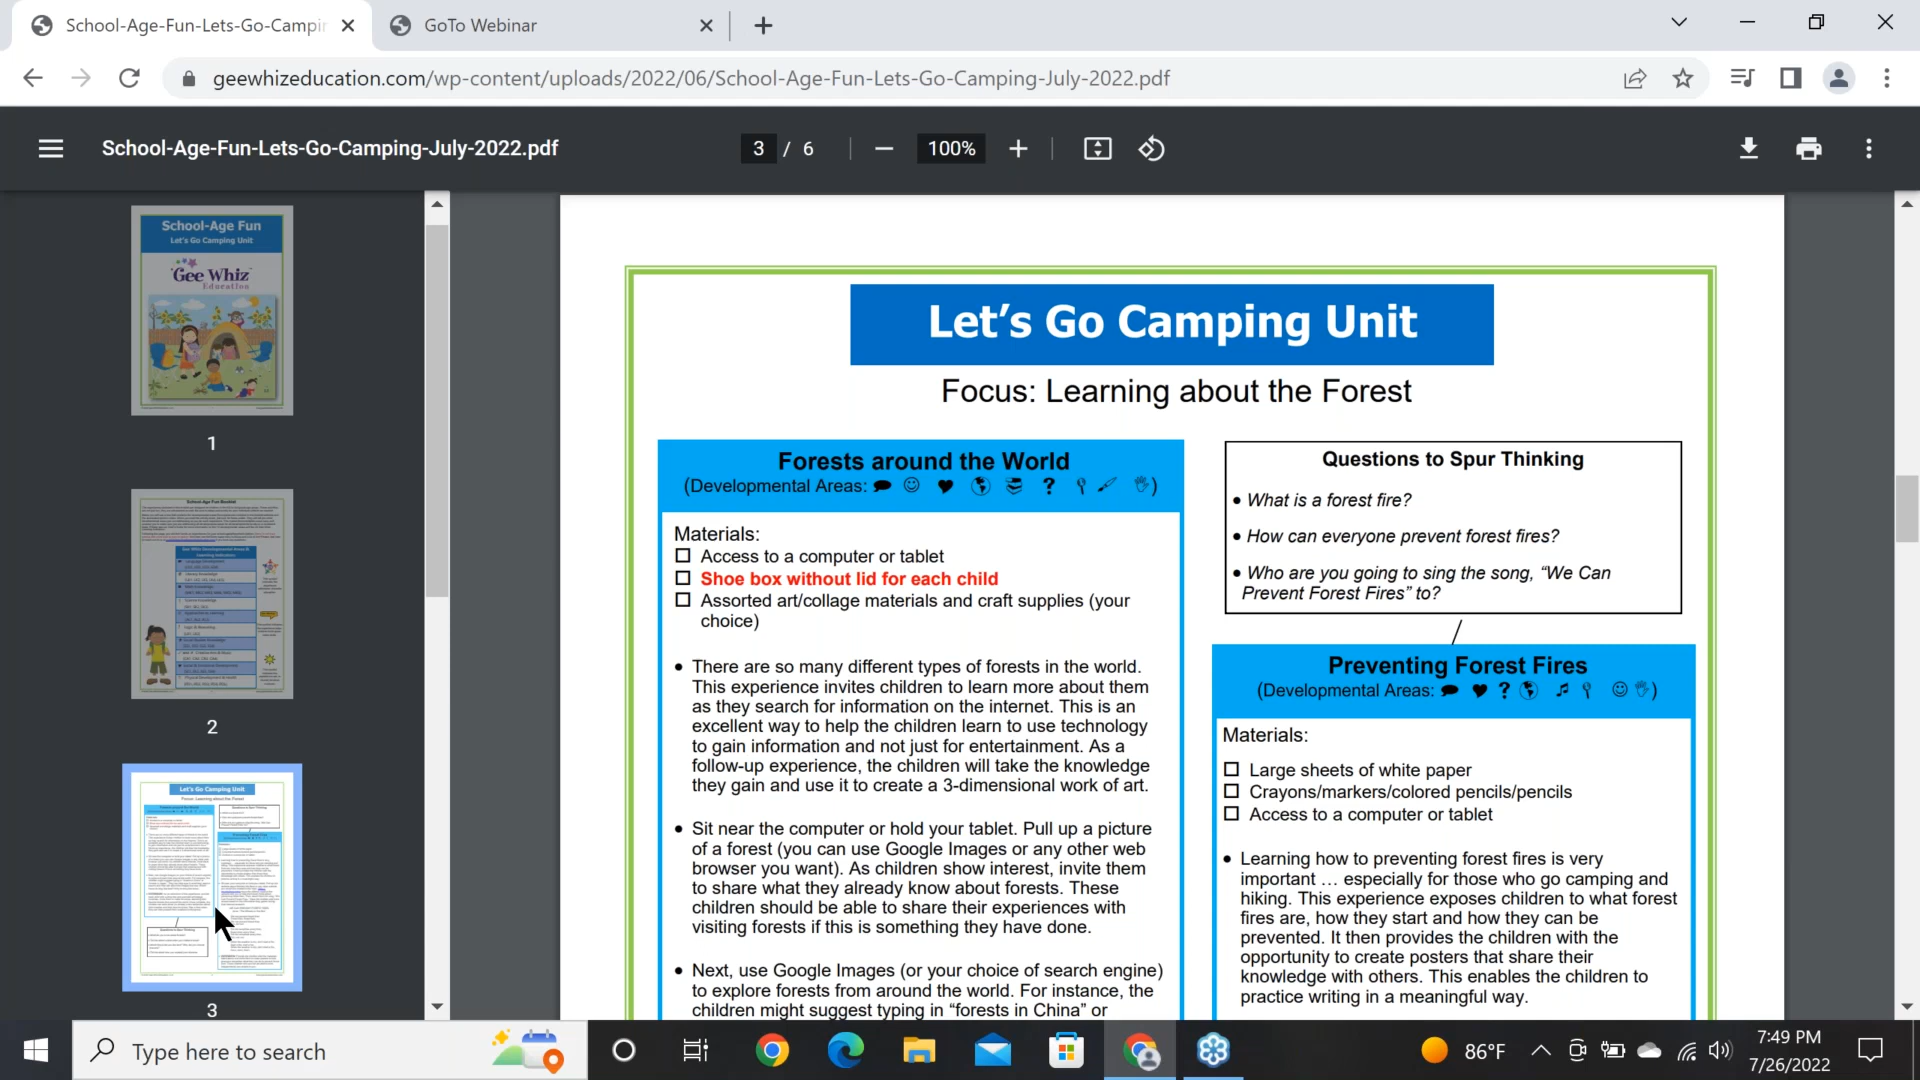 School-Age-Fun-Lets-Go-Campin
GoTo Webinar
geewhizeducation.com/wp-content/uploads/2022/06/School-Age-Fun-Lets-Go-Camping-July-2022.pdf
School-Age-Fun-Lets-Go-Camping-July-2022.pdf
3 / 6
100%
School-Age Fun
Let's Go Camping Unit
Gee Whiz
Education
1
2
Let's Go Camping Unit
Focus: Learning about the Forest
3
Let's Go Camping Unit
Focus: Learning about the Forest
Forests around the World
(Developmental Areas: ? )
Materials:
Access to a computer or tablet
Shoe box without lid for each child
Assorted art/collage materials and craft supplies (your
choice)
• There are so many different types of forests in the world.
This experience invites children to learn more about them
as they search for information on the internet. This is an
excellent way to help the children learn to use technology
to gain information and not just for entertainment. As a
follow-up experience, the children will take the knowledge
they gain and use it to create a 3-dimensional work of art.
• Sit near the computer or hold your tablet. Pull up a picture
of a forest (you can use Google Images or any other web
browser you want). As children show interest, invite them
to share what they already know about forests. These
children should be able to share their experiences with
visiting forests if this is something they have done.
• Next, use Google Images (or your choice of search engine)
to explore forests from around the world. For instance, the
children might suggest typing in “forests in China” or
Questions to Spur Thinking
• What is a forest fire?
• How can everyone prevent forest fires?
• Who are you going to sing the song, “We Can
Prevent Forest Fires” to?
Preventing Forest Fires
(Developmental Areas: ? )
Materials:
Large sheets of white paper
Crayons/markers/colored pencils/pencils
Access to a computer or tablet
• Learning how to preventing forest fires is very
important … especially for those who go camping and
hiking. This experience exposes children to what forest
fires are, how they start and how they can be
prevented. It then provides the children with the
opportunity to create posters that share their
knowledge with others. This enables the children to
practice writing in a meaningful way.
Type here to search
86°F
7:49 PM
7/26/2022